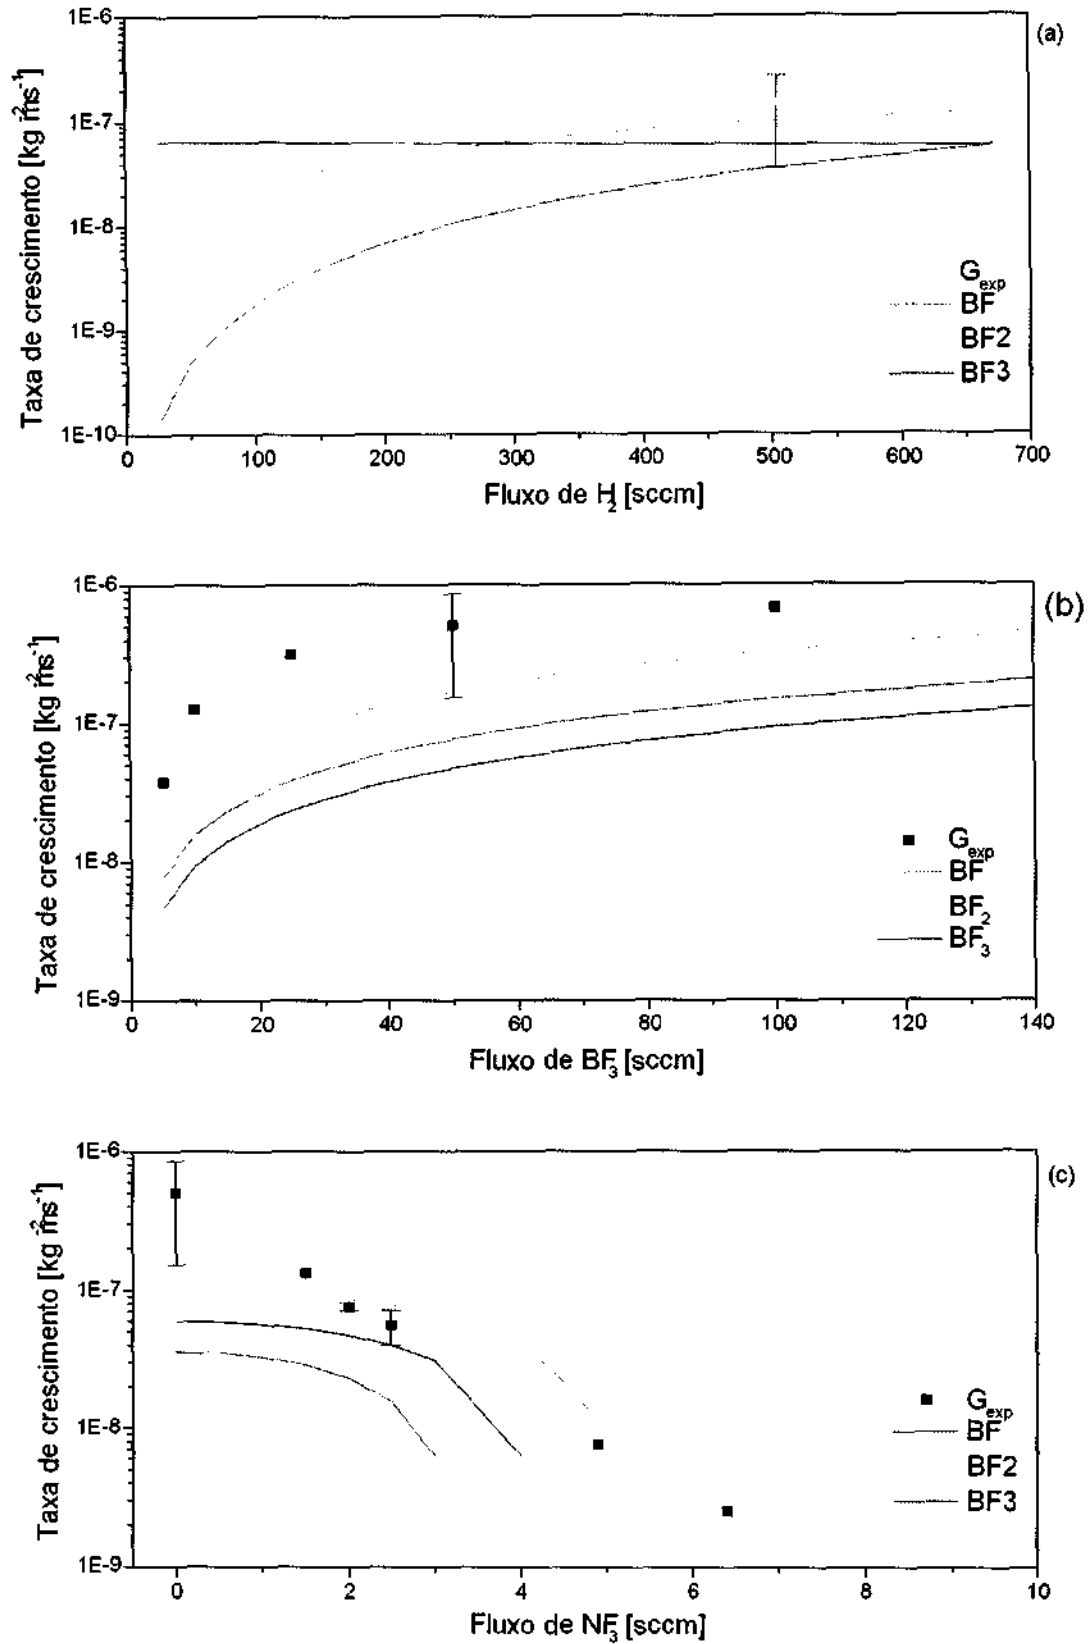 (a)
Taxa de crescimento [kg m⁻²s⁻¹]
1E-6
1E-7
1E-8
1E-9
1E-10
0 100 200 300 400 500 600 700
Fluxo de H₂ [sccm]
Gexp
BF
BF2
BF3
(b)
Taxa de crescimento [kg m⁻²s⁻¹]
1E-6
1E-7
1E-8
1E-9
0 20 40 60 80 100 120 140
Fluxo de BF₃ [sccm]
Gexp
BF
BF₂
BF₃
(c)
Taxa de crescimento [kg m⁻²s⁻¹]
1E-6
1E-7
1E-8
1E-9
0 2 4 6 8 10
Fluxo de NF₃ [sccm]
Gexp
BF
BF2
BF3